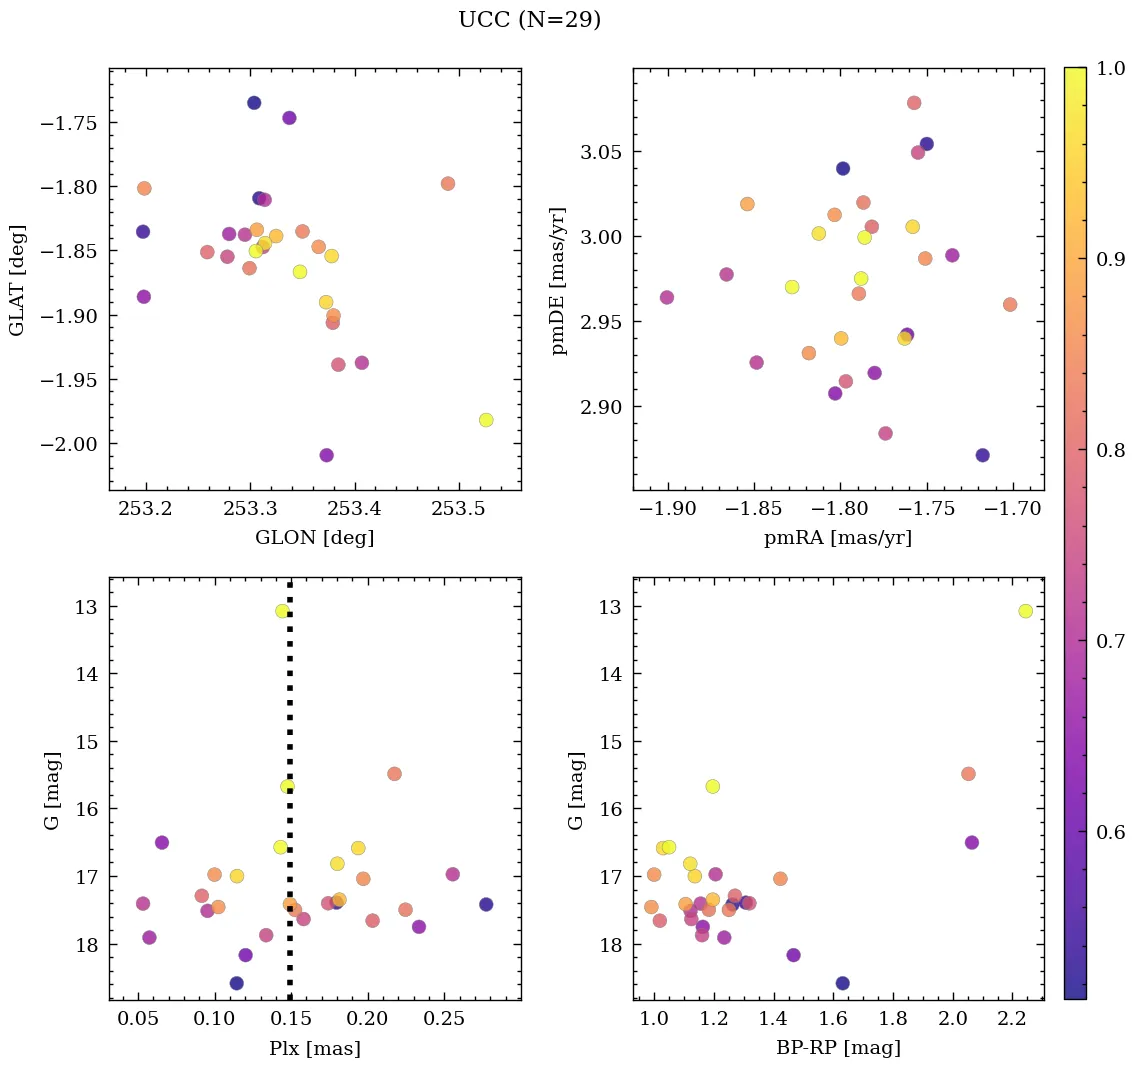 UCC (N=29)
−1.75
−1.80
−1.85
−1.90
−1.95
−2.00
GLAT [deg]
253.2 253.3 253.4 253.5
GLON [deg]
3.05
3.00
2.95
2.90
pmDE [mas/yr]
−1.90 −1.85 −1.80 −1.75 −1.70
pmRA [mas/yr]
13
14
15
16
17
18
G [mag]
0.05 0.10 0.15 0.20 0.25
Plx [mas]
13
14
15
16
17
18
G [mag]
1.0 1.2 1.4 1.6 1.8 2.0 2.2
BP-RP [mag]
1.0
0.9
0.8
0.7
0.6